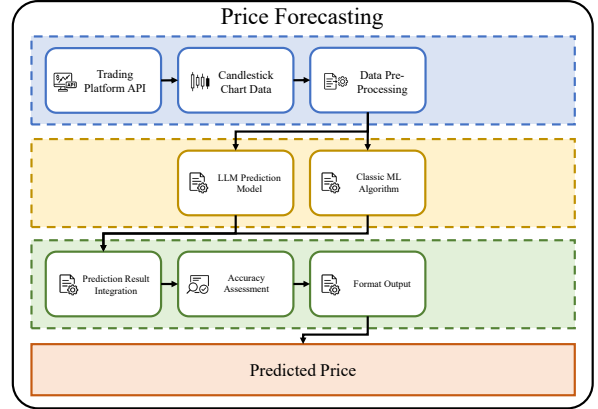 Price Forecasting
Trading
Platform API
Candlestick
Chart Data
Data Pre-
Processing
LLM Prediction
Model
Classic ML
Algorithm
Prediction Result
Integration
Accuracy
Assessment
Format Output
Predicted Price